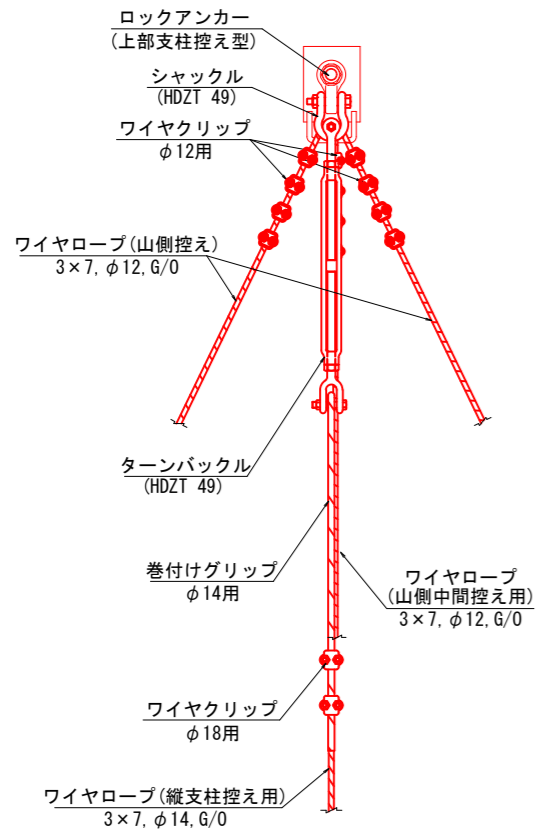 ロックアンカー
(上部支柱控え型)
シャックル
(HDZT 49)
ワイヤクリップ
φ12用
ワイヤロープ(山側控え)
3×7, φ12, G/O
ターンバックル
(HDZT 49)
巻付けグリップ
φ14用
ワイヤロープ
(山側中間控え用)
3×7, φ12, G/O
ワイヤクリップ
φ18用
ワイヤロープ(縦支柱控え用)
3×7, φ14, G/O